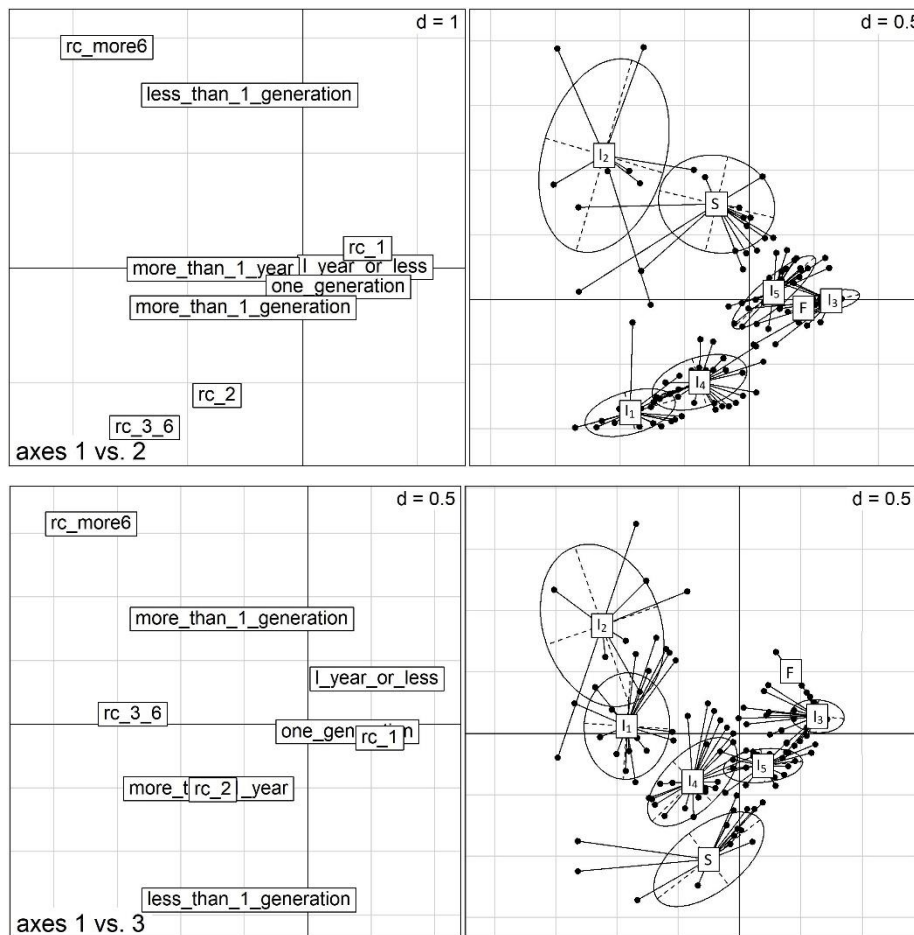 d = 1
rc_more6
less_than_1_generation
rc_1
more_than_1_year
l_year_or_less
one_generation
more_than_1_generation
rc_2
rc_3_6
axes 1 vs. 2
d = 0.5
I2
S
I5
F
I3
I4
I1
d = 0.5
rc_more6
more_than_1_generation
l_year_or_less
rc_3_6
one_gen
n
rc_1
more_t
_year
rc_2
less_than_1_generation
axes 1 vs. 3
d = 0.5
I2
F
I1
I3
I5
I4
S